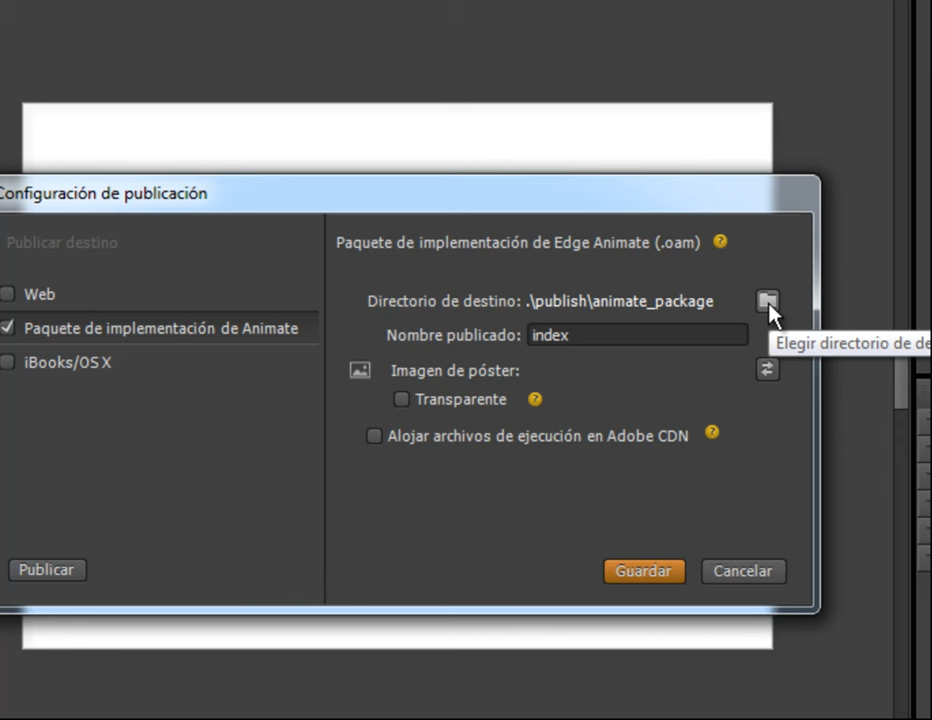 Configuración de publicación
Publicar destino
Web
Paquete de implementación de Animate
iBooks/OS X
Paquete de implementación de Edge Animate (.oam) ?
Directorio de destino: .\publish\animate_package
Nombre publicado: index
Elegir directorio de de
Imagen de póster:
Transparente ?
Alojar archivos de ejecución en Adobe CDN ?
Publicar
Guardar
Cancelar